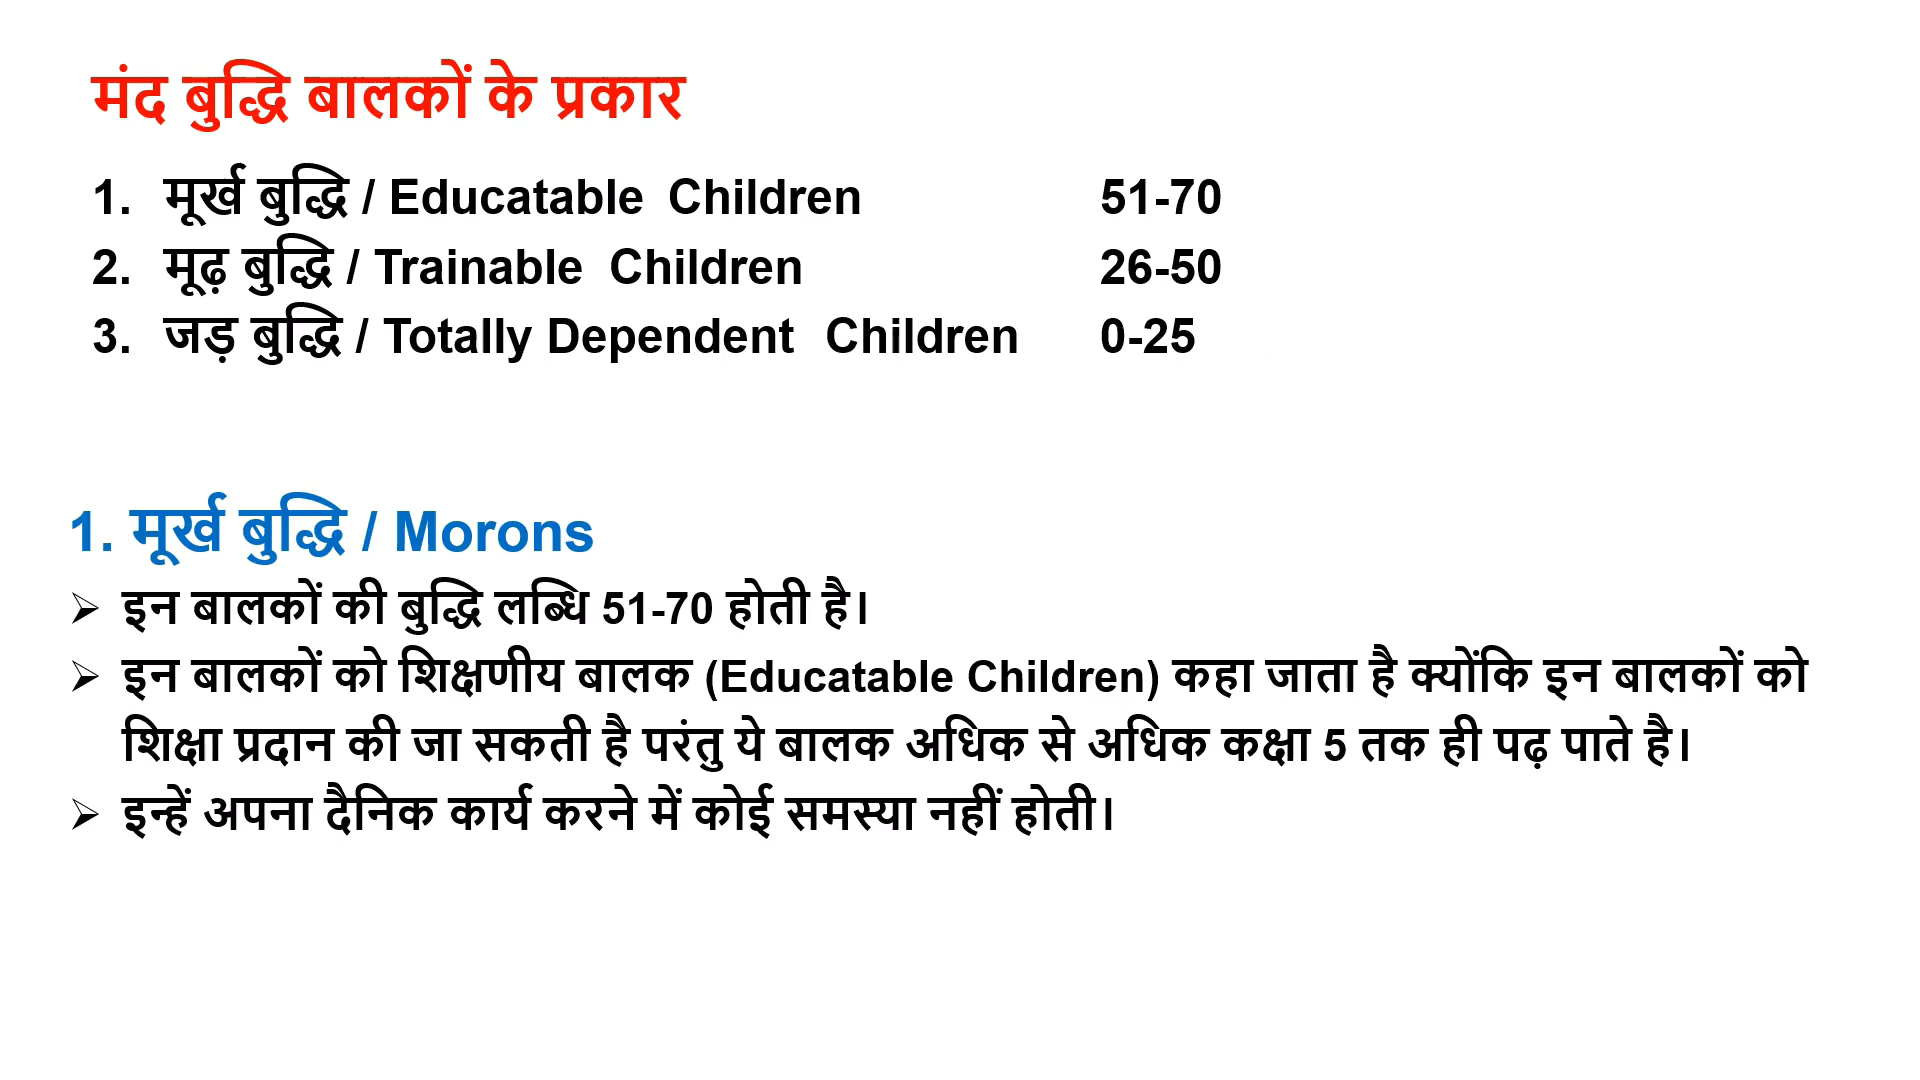 मंद बुद्धि बालकों के प्रकार
1. मूर्ख बुद्धि / Educatable Children 51-70
2. मूढ़ बुद्धि / Trainable Children 26-50
3. जड़ बुद्धि / Totally Dependent Children 0-25
1. मूर्ख बुद्धि / Morons
➢ इन बालकों की बुद्धि लब्धि 51-70 होती है।
➢ इन बालकों को शिक्षणीय बालक (Educatable Children) कहा जाता है क्योंकि इन बालकों को
शिक्षा प्रदान की जा सकती है परंतु ये बालक अधिक से अधिक कक्षा 5 तक ही पढ़ पाते है।
➢ इन्हें अपना दैनिक कार्य करने में कोई समस्या नहीं होती।